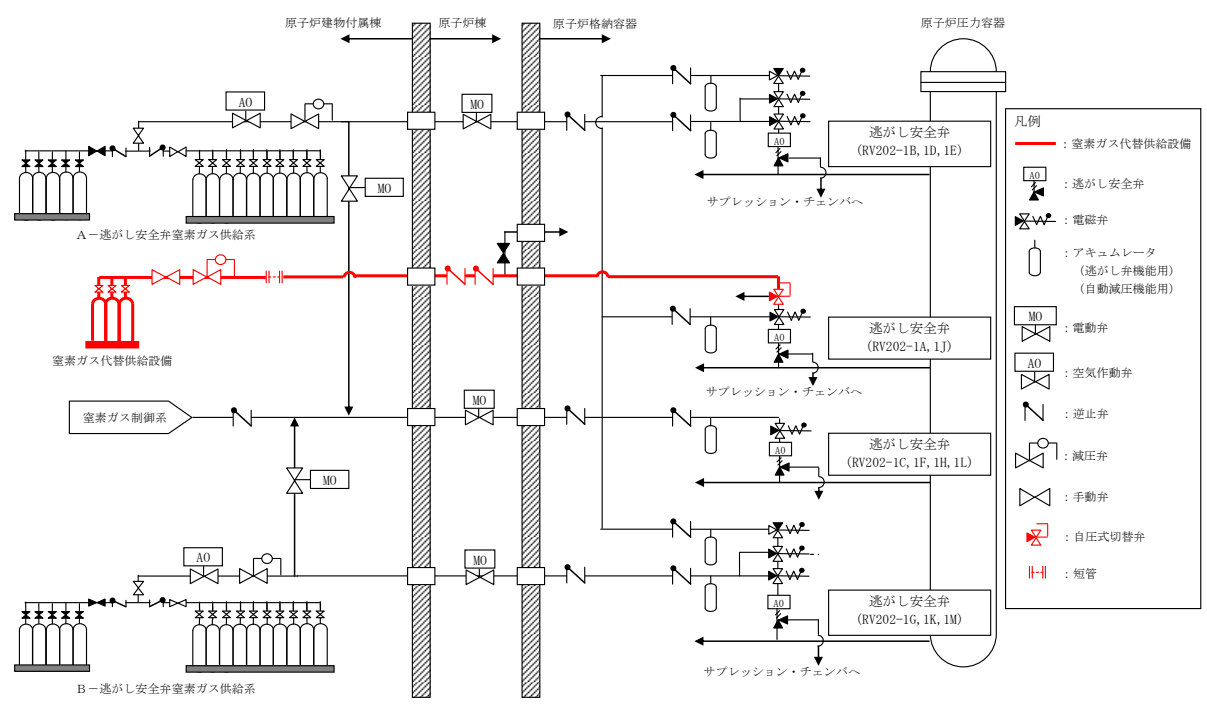 原子炉建物付属棟
原子炉棟
原子炉格納容器
原子炉圧力容器
AO
MO
MO
A-逃がし安全弁窒素ガス供給系
AO
逃がし安全弁
(RV202-1B, 1D, 1E)
サプレッション・チェンバへ
窒素ガス代替供給設備
AO
逃がし安全弁
(RV202-1A, 1J)
サプレッション・チェンバへ
窒素ガス制御系
MO
MO
AO
逃がし安全弁
(RV202-1C, 1F, 1H, 1L)
AO
MO
B-逃がし安全弁窒素ガス供給系
AO
逃がし安全弁
(RV202-1G, 1K, 1M)
サプレッション・チェンバへ
凡例
:窒素ガス代替供給設備
AO
:逃がし安全弁
:電磁弁
:アキュムレータ
(逃がし弁機能用)
(自動減圧機能用)
MO
:電動弁
AO
:空気作動弁
:逆止弁
:減圧弁
:手動弁
:自圧式切替弁
:短管